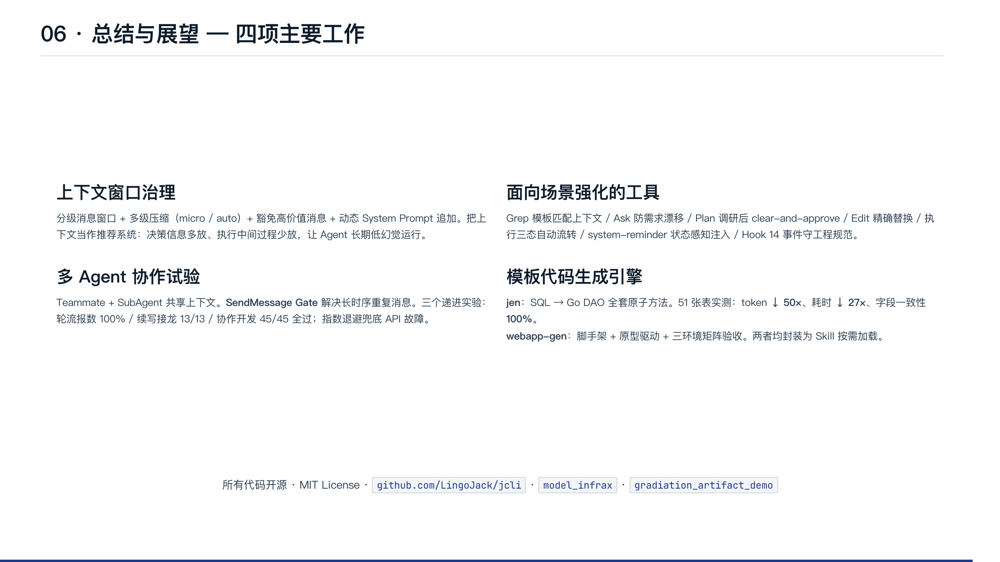 06 · 总结与展望 — 四项主要工作
上下文窗口治理
分级消息窗口 + 多级压缩（micro / auto）+ 豁免高价值消息 + 动态 System Prompt 追加。把上
下文当作推荐系统：决策信息多放、执行中间过程少放，让 Agent 长期低幻觉运行。
面向场景强化的工具
Grep 模板匹配上下文 / Ask 防需求漂移 / Plan 调研后 clear-and-approve / Edit 精确替换 / 执
行三态自动流转 / system-reminder 状态感知注入 / Hook 14 事件守工程规范。
多 Agent 协作试验
Teammate + SubAgent 共享上下文。SendMessage Gate 解决长时序重复消息。三个递进实验：
轮流报数 100% / 续写接龙 13/13 / 协作开发 45/45 全过；指数退避兜底 API 故障。
模板代码生成引擎
jen：SQL → Go DAO 全套原子方法。51 张表实测：token ↓ 50×、耗时 ↓ 27×、字段一致性
100%。
webapp-gen：脚手架 + 原型驱动 + 三环境矩阵验收。两者均封装为 Skill 按需加载。
所有代码开源 · MIT License · github.com/LingoJack/jcli · model_infrax · gradiation_artifact_demo